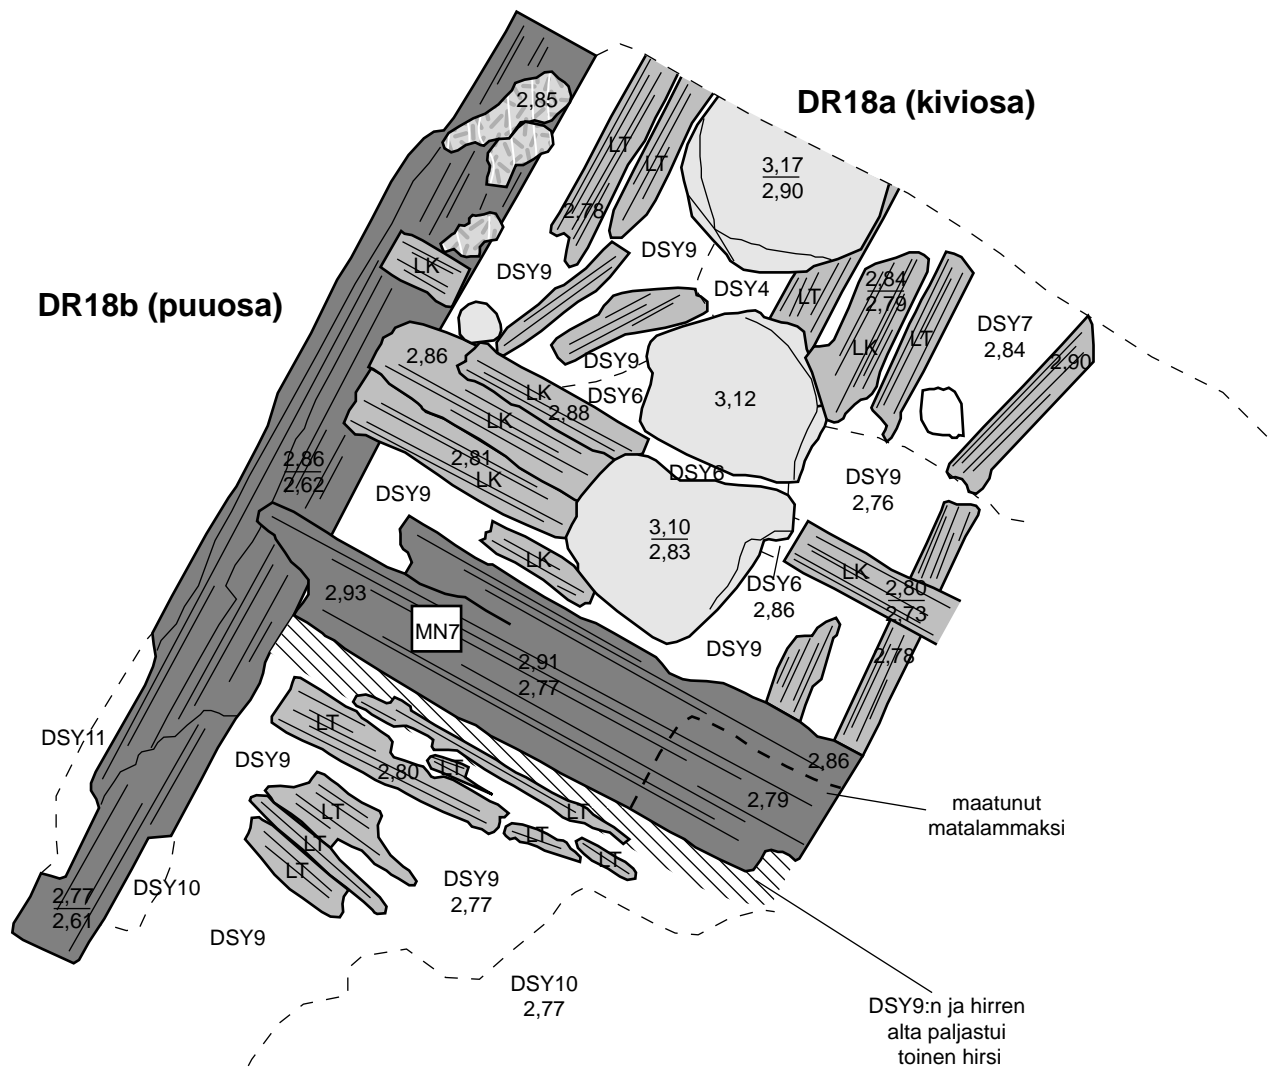 DR18a (kiviosa)
2,85
LT
LT
3,17
2,90
2,78
DSY9
LK
DSY9
DSY4
LT
2,84
2,79
DR18b (puuosa)
DSY7
2,84
LT
LK
2,90
2,86
DSY9
LK
DSY6
2,88
3,12
LK
2,86
2,62
2,81
LK
DSY6
DSY9
2,76
DSY9
3,10
2,83
LK
LK
DSY6
2,86
2,80
2,73
2,93
MN7
DSY9
2,78
2,91
2,77
LT
DSY11
DSY9
2,80
LT
2,86
2,79
maatunut
matalammaksi
LT
LT
LT
LT
LT
LT
2,77
2,61
DSY10
DSY9
2,77
DSY9
DSY10
2,77
DSY9:n ja hirren
alta paljastui
toinen hirsi